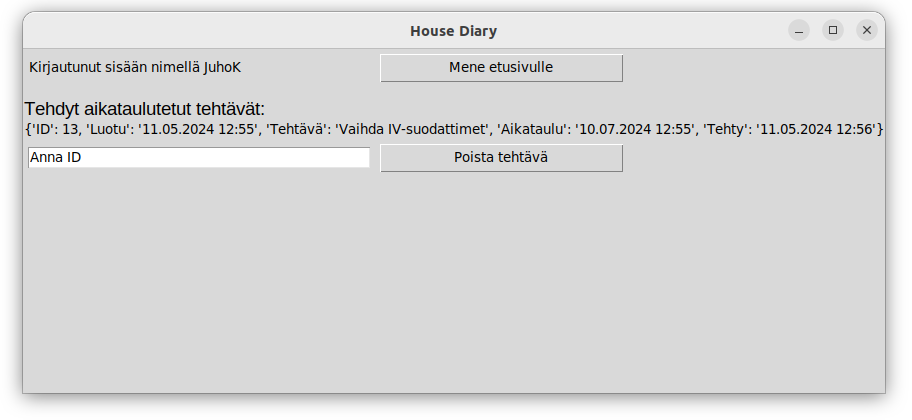 House Diary
Kirjautunut sisään nimellä JuhoK
Mene etusivulle
Tehdyt aikataulutetut tehtävät:
{'ID': 13, 'Luotu': '11.05.2024 12:55', 'Tehtävä': 'Vaihda IV-suodattimet', 'Aikataulu': '10.07.2024 12:55', 'Tehty': '11.05.2024 12:56'}
Anna ID
Poista tehtävä